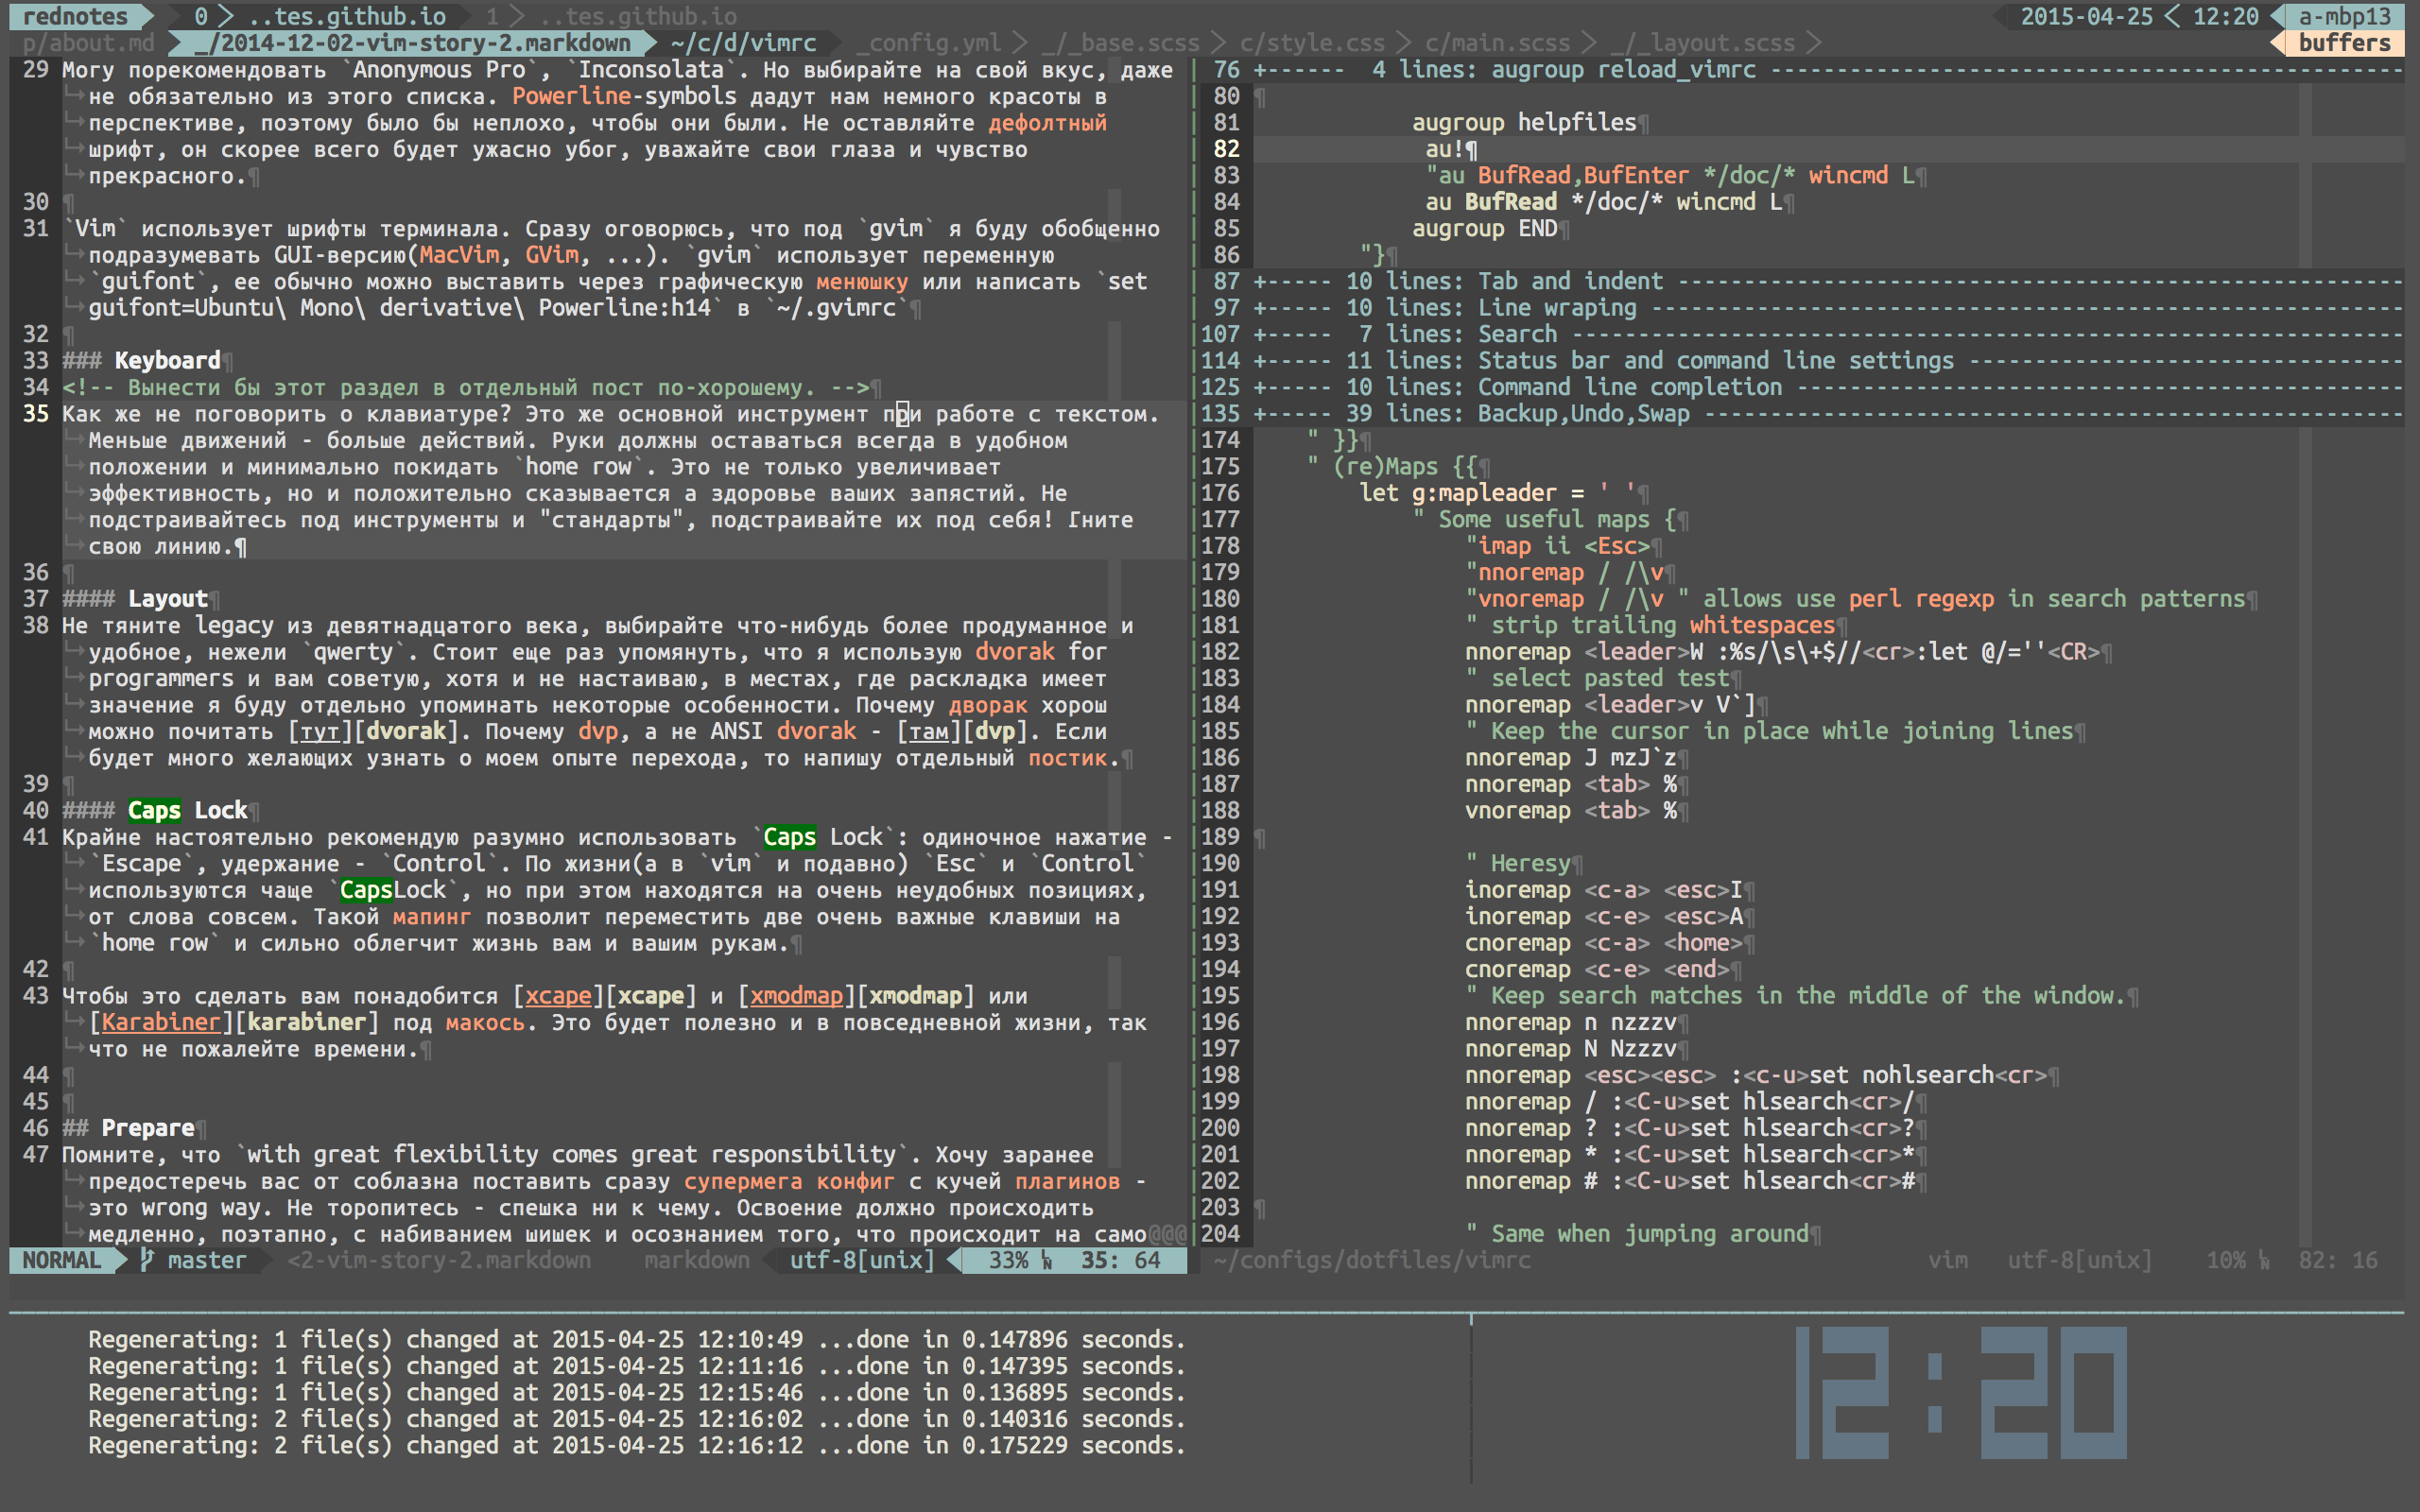 rednotes 0 ..tes.github.io 1 ..tes.github.io 2015-04-25 12:20 a-mbp13
p/about.md _/2014-12-02-vim-story-2.markdown ~/c/d/vimrc _config.yml _/_base.scss c/style.css c/main.scss _/_layout.scss buffers
29 Могу порекомендовать `Anonymous Pro`, `Inconsolata`. Но выбирайте на свой вкус, даже
не обязательно из этого списка. Powerline-symbols дадут нам немного красоты в
перспективе, поэтому было бы неплохо, чтобы они были. Не оставляйте дефолтный
шрифт, он скорее всего будет ужасно убог, уважайте свои глаза и чувство
прекрасного.¶
30 ¶
31 `Vim` использует шрифты терминала. Сразу оговорюсь, что под `gvim` я буду обобщенно
подразумевать GUI-версию(MacVim, GVim, ...). `gvim` использует переменную
`guifont`, ее обычно можно выставить через графическую менюшку или написать `set
guifont=Ubuntu\ Mono\ derivative\ Powerline:h14` в `~/.gvimrc`¶
32 ¶
33 ### Keyboard¶
34 <!-- Вынести бы этот раздел в отдельный пост по-хорошему. -->¶
35 Как же не поговорить о клавиатуре? Это же основной инструмент при работе с текстом.
Меньше движений - больше действий. Руки должны оставаться всегда в удобном
положении и минимально покидать `home row`. Это не только увеличивает
эффективность, но и положительно сказывается а здоровье ваших запястий. Не
подстраивайтесь под инструменты и "стандарты", подстраивайте их под себя! Гните
свою линию.¶
36 ¶
37 #### Layout¶
38 Не тяните legacy из девятнадцатого века, выбирайте что-нибудь более продуманное и
удобное, нежели `qwerty`. Стоит еще раз упомянуть, что я использую dvorak for
programmers и вам советую, хотя и не настаиваю, в местах, где раскладка имеет
значение я буду отдельно упоминать некоторые особенности. Почему дворак хорош
можно почитать [тут][dvorak]. Почему dvp, а не ANSI dvorak - [там][dvp]. Если
будет много желающих узнать о моем опыте перехода, то напишу отдельный постик.¶
39 ¶
40 #### Caps Lock¶
41 Крайне настоятельно рекомендую разумно использовать `Caps Lock`: одиночное нажатие -
`Escape`, удержание - `Control`. По жизни(а в `vim` и подавно) `Esc` и `Control`
используются чаще `CapsLock`, но при этом находятся на очень неудобных позициях,
от слова совсем. Такой мапинг позволит переместить две очень важные клавиши на
`home row` и сильно облегчит жизнь вам и вашим рукам.¶
42 ¶
43 Чтобы это сделать вам понадобится [xcape][xcape] и [xmodmap][xmodmap] или
[Karabiner][karabiner] под макось. Это будет полезно и в повседневной жизни, так
что не пожалейте времени.¶
44 ¶
45 ¶
46 ## Prepare¶
47 Помните, что `with great flexibility comes great responsibility`. Хочу заранее
предостеречь вас от соблазна поставить сразу супермега конфиг с кучей плагинов -
это wrong way. Не торопитесь - спешка ни к чему. Освоение должно происходить
медленно, поэтапно, с набиванием шишек и осознанием того, что происходит на само@@@
NORMAL master <2-vim-story-2.markdown markdown utf-8[unix] 33% 35: 64
76 +------  4 lines: augroup reload_vimrc ------------------------------------------------
80 ¶
81 augroup helpfiles¶
82 au!¶
83 "au BufRead,BufEnter */doc/* wincmd L¶
84 au BufRead */doc/* wincmd L¶
85 augroup END¶
86 "}¶
87 +----- 10 lines: Tab and indent -------------------------------------------------------
97 +----- 10 lines: Line wraping ---------------------------------------------------------
107 +-----  7 lines: Search ---------------------------------------------------------------
114 +----- 11 lines: Status bar and command line settings ---------------------------------
125 +----- 10 lines: Command line completion ----------------------------------------------
135 +----- 39 lines: Backup,Undo,Swap -----------------------------------------------------
174 " }}¶
175 " (re)Maps {{¶
176 let g:mapleader = ' '¶
177 " Some useful maps {¶
178 "imap ii <Esc>¶
179 "nnoremap / /\v¶
180 "vnoremap / /\v " allows use perl regexp in search patterns¶
181 " strip trailing whitespaces¶
182 nnoremap <leader>W :%s/\s\+$//<cr>:let @/=''<CR>¶
183 " select pasted test¶
184 nnoremap <leader>v V`]¶
185 " Keep the cursor in place while joining lines¶
186 nnoremap J mzJ`z¶
187 nnoremap <tab> %¶
188 vnoremap <tab> %¶
189 ¶
190 " Heresy¶
191 inoremap <c-a> <esc>I¶
192 inoremap <c-e> <esc>A¶
193 cnoremap <c-a> <home>¶
194 cnoremap <c-e> <end>¶
195 " Keep search matches in the middle of the window.¶
196 nnoremap n nzzzv¶
197 nnoremap N Nzzzv¶
198 nnoremap <esc><esc> :<c-u>set nohlsearch<cr>¶
199 nnoremap / :<C-u>set hlsearch<cr>/¶
200 nnoremap ? :<C-u>set hlsearch<cr>?¶
201 nnoremap * :<C-u>set hlsearch<cr>*¶
202 nnoremap # :<C-u>set hlsearch<cr>#¶
203 ¶
204 " Same when jumping around¶
~/configs/dotfiles/vimrc vim utf-8[unix] 10% 82: 16
Regenerating: 1 file(s) changed at 2015-04-25 12:10:49 ...done in 0.147896 seconds.
Regenerating: 1 file(s) changed at 2015-04-25 12:11:16 ...done in 0.147395 seconds.
Regenerating: 1 file(s) changed at 2015-04-25 12:15:46 ...done in 0.136895 seconds.
Regenerating: 2 file(s) changed at 2015-04-25 12:16:02 ...done in 0.140316 seconds.
Regenerating: 2 file(s) changed at 2015-04-25 12:16:12 ...done in 0.175229 seconds.
12:20